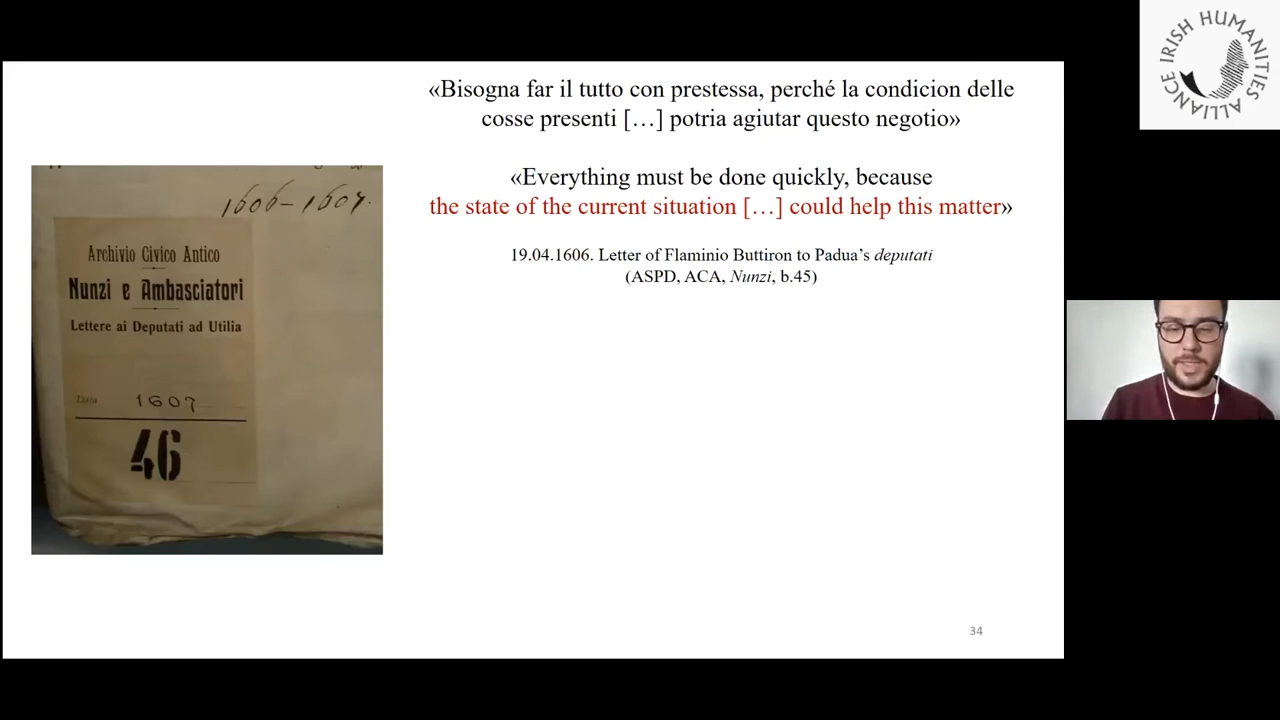 IRISH HUMANITIES ALLIANCE
«Bisogna far il tutto con prestessa, perché la condicion delle
cosse presenti […] potria agiutar questo negotio»
«Everything must be done quickly, because
the state of the current situation […] could help this matter»
19.04.1606. Letter of Flaminio Buttiron to Padua’s deputati
(ASPD, ACA, Nunzi, b.45)
1606-1607.
Archivio Civico Antico
Nunzi e Ambasciatori
Lettere ai Deputati ad Utilia
Data 1607
46
34